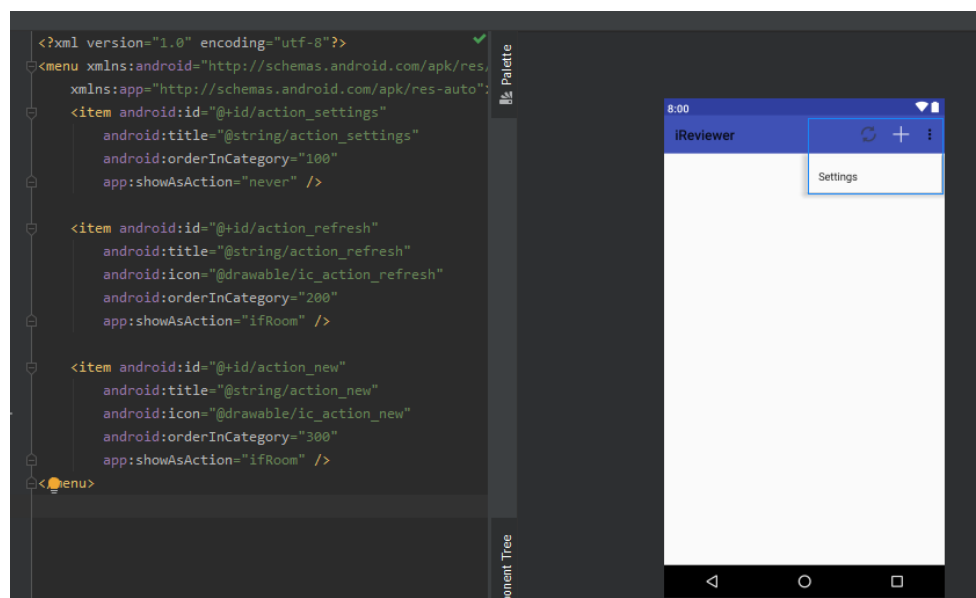 <?xml version="1.0" encoding="utf-8"?>
<menu xmlns:android="http://schemas.android.com/apk/res/
xmlns:app="http://schemas.android.com/apk/res-auto">
<item android:id="@+id/action_settings"
android:title="@string/action_settings"
android:orderInCategory="100"
app:showAsAction="never" />
<item android:id="@+id/action_refresh"
android:title="@string/action_refresh"
android:icon="@drawable/ic_action_refresh"
android:orderInCategory="200"
app:showAsAction="ifRoom" />
<item android:id="@+id/action_new"
android:title="@string/action_new"
android:icon="@drawable/ic_action_new"
android:orderInCategory="300"
app:showAsAction="ifRoom" />
</menu>
Palette
ponent Tree
8:00
iReviewer
Settings